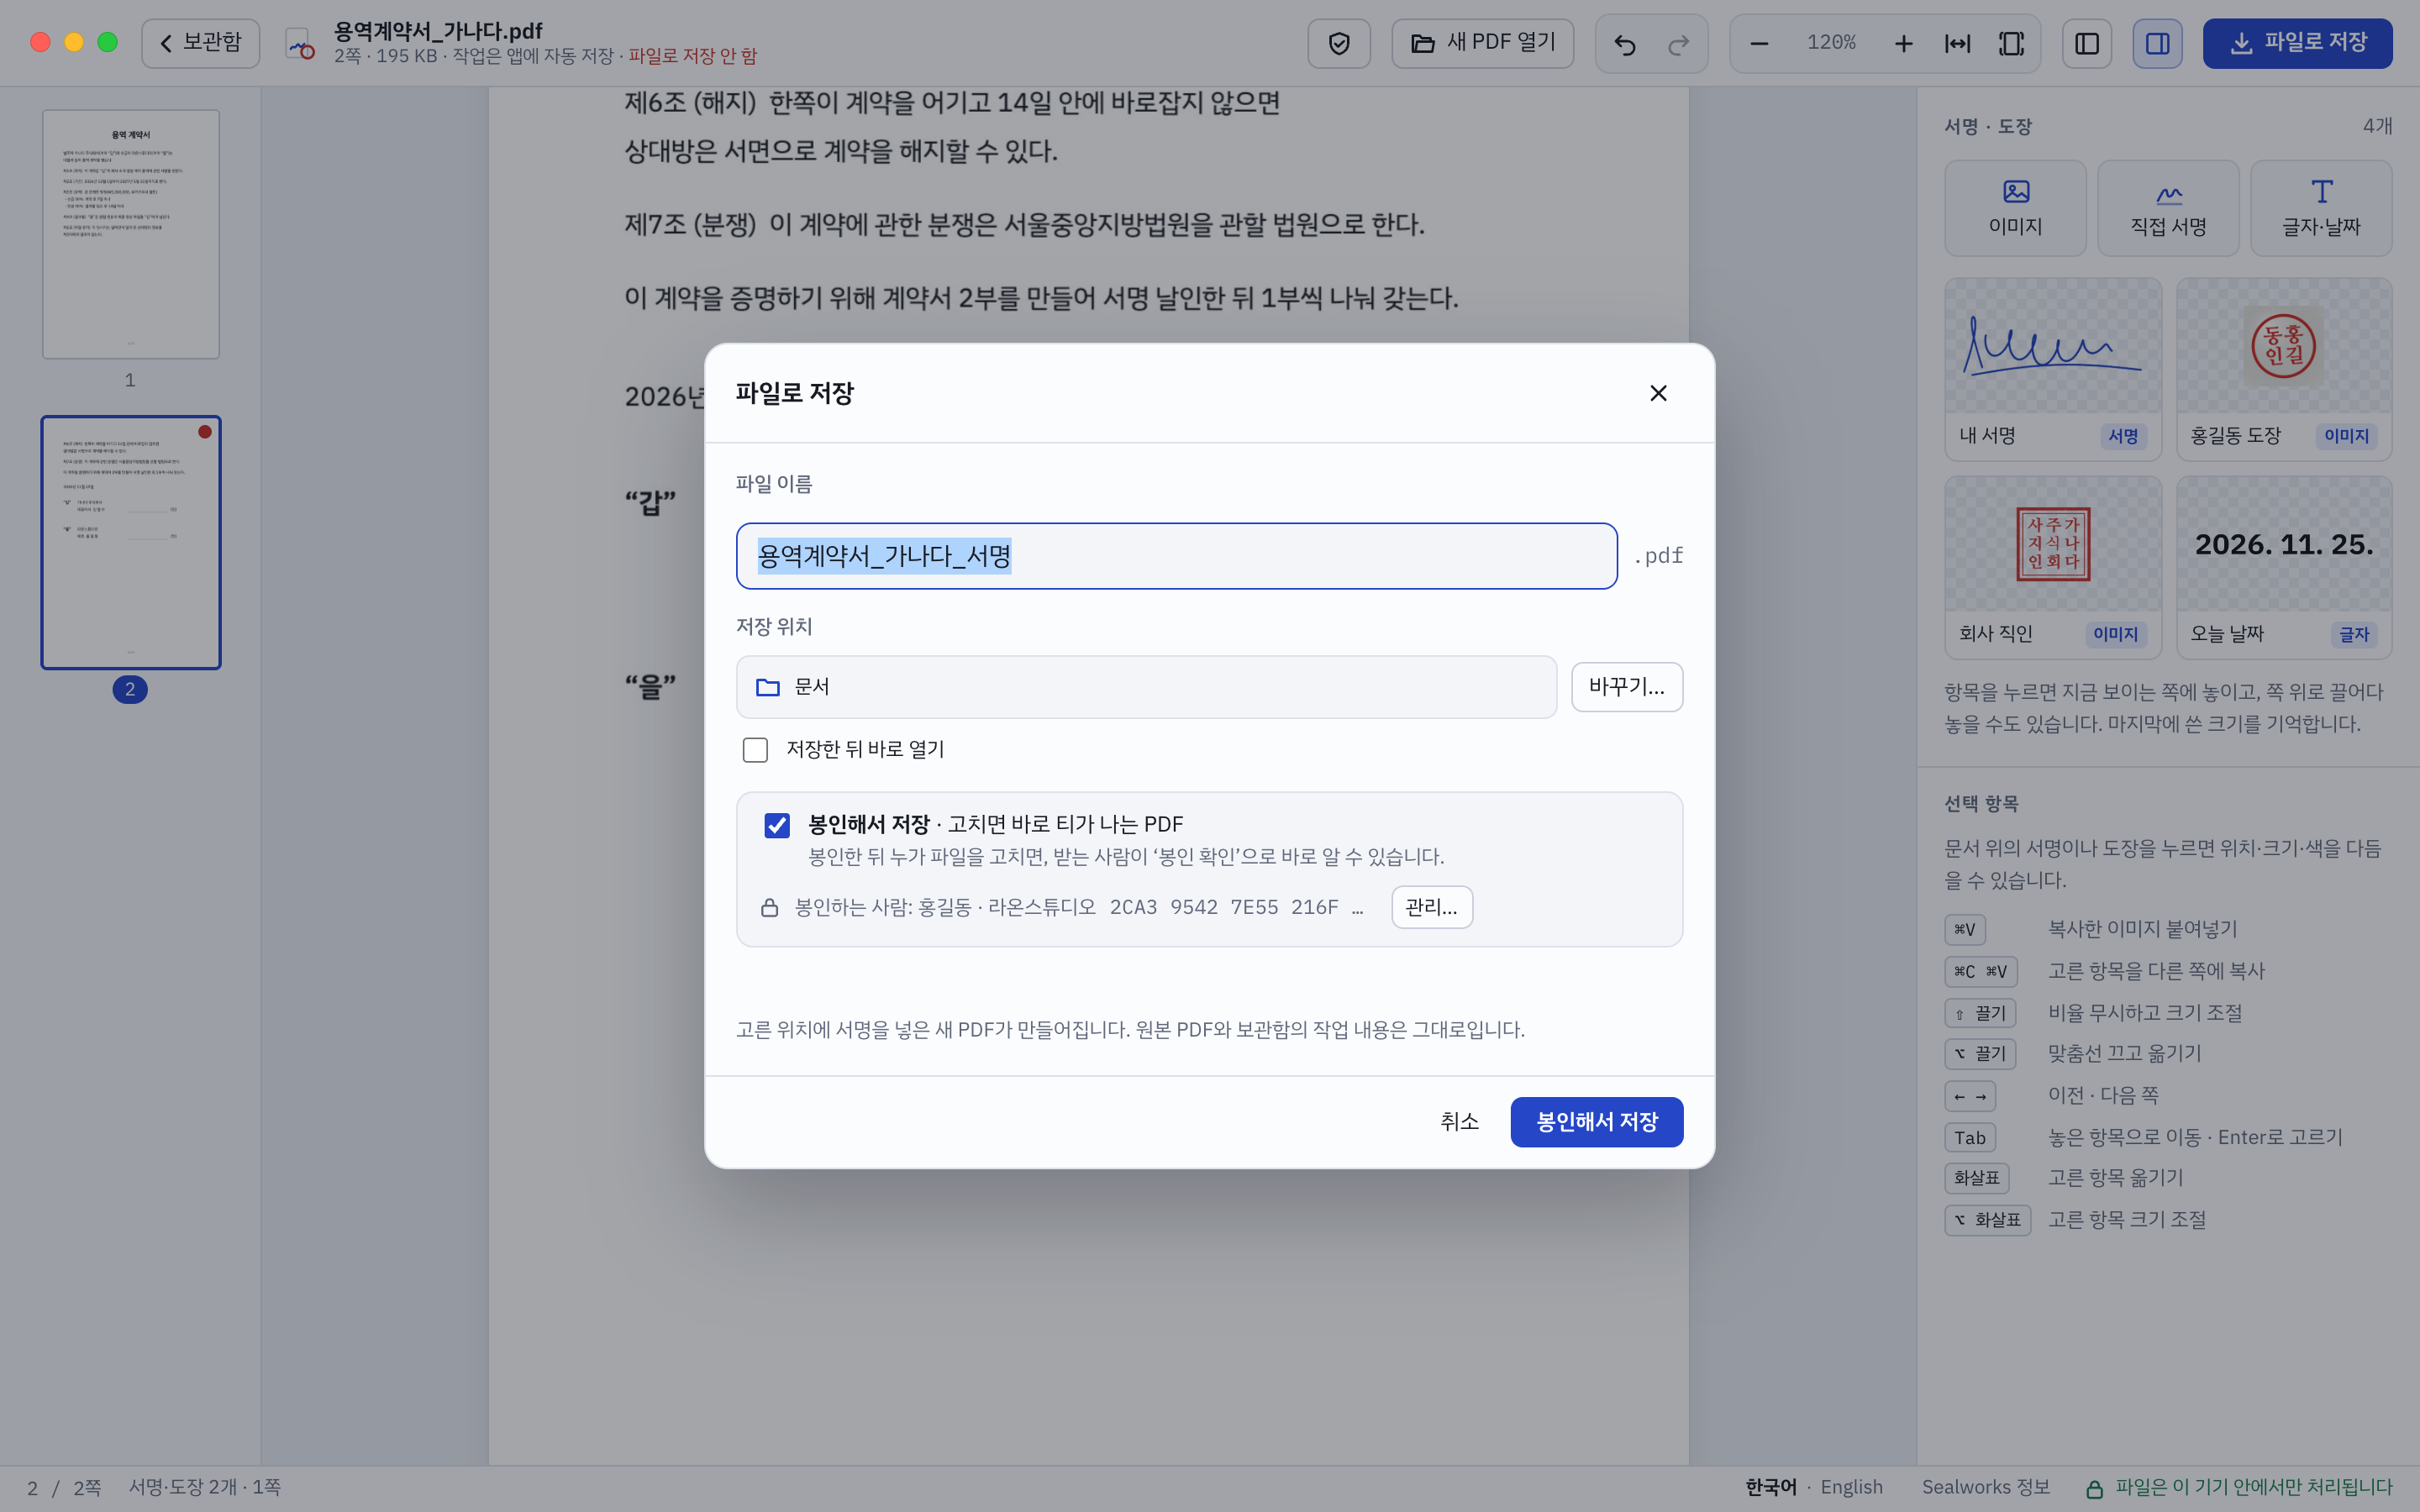 보관함
용역계약서_가나다.pdf
2쪽 · 195 KB · 작업은 앱에 자동 저장 · 파일로 저장 안 함
새 PDF 열기
120%
파일로 저장
용역 계약서
1
2
제6조 (해지) 한쪽이 계약을 어기고 14일 안에 바로잡지 않으면
상대방은 서면으로 계약을 해지할 수 있다.
제7조 (분쟁) 이 계약에 관한 분쟁은 서울중앙지방법원을 관할 법원으로 한다.
이 계약을 증명하기 위해 계약서 2부를 만들어 서명 날인한 뒤 1부씩 나눠 갖는다.
2026년
“갑”
“을”
파일로 저장
파일 이름
용역계약서_가나다_서명
.pdf
저장 위치
문서
바꾸기...
저장한 뒤 바로 열기
봉인해서 저장 · 고치면 바로 티가 나는 PDF
봉인한 뒤 누가 파일을 고치면, 받는 사람이 ‘봉인 확인’으로 바로 알 수 있습니다.
봉인하는 사람: 홍길동 · 라온스튜디오 2CA3 9542 7E55 216F …
관리...
고른 위치에 서명을 넣은 새 PDF가 만들어집니다. 원본 PDF와 보관함의 작업 내용은 그대로입니다.
취소
봉인해서 저장
서명 · 도장
4개
이미지
직접 서명
글자·날짜
동홍
인길
내 서명
서명
홍길동 도장
이미지
사주가
지식나
인회다
2026. 11. 25.
회사 직인
이미지
오늘 날짜
글자
항목을 누르면 지금 보이는 쪽에 놓이고, 쪽 위로 끌어다
놓을 수도 있습니다. 마지막에 쓴 크기를 기억합니다.
선택 항목
문서 위의 서명이나 도장을 누르면 위치·크기·색을 다듬
을 수 있습니다.
⌘V 복사한 이미지 붙여넣기
⌘C ⌘V 고른 항목을 다른 쪽에 복사
⇧ 끌기 비율 무시하고 크기 조절
⌥ 끌기 맞춤선 끄고 옮기기
← → 이전 · 다음 쪽
Tab 놓은 항목으로 이동 · Enter로 고르기
화살표 고른 항목 옮기기
⌥ 화살표 고른 항목 크기 조절
2 / 2쪽
서명·도장 2개 · 1쪽
한국어 · English
Sealworks 정보
파일은 이 기기 안에서만 처리됩니다